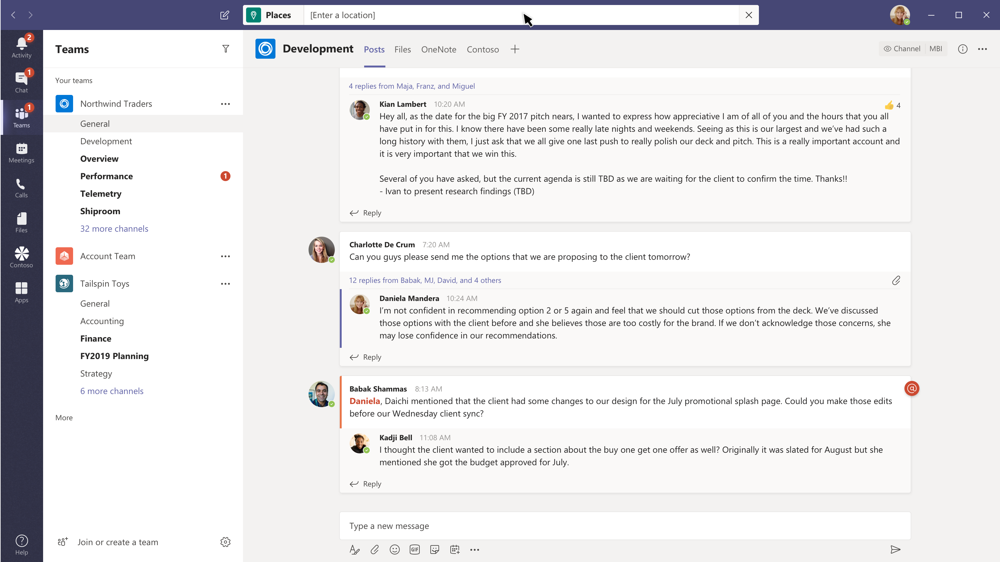 Places
[Enter a location]
2
Activity
1
Chat
1
Teams
Meetings
Calls
Files
Contoso
Apps
Help
Teams
Your teams
Northwind Traders
General
Development
Overview
Performance
1
Telemetry
Shiproom
32 more channels
Account Team
Tailspin Toys
General
Accounting
Finance
FY2019 Planning
Strategy
6 more channels
More
Join or create a team
Development
Posts
Files
OneNote
Contoso
Channel
MBI
4 replies from Maja, Franz, and Miguel
Kian Lambert 10:20 AM
4
Hey all, as the date for the big FY 2017 pitch nears, I wanted to express how appreciative I am of all of you and the hours that you all
have put in for this. I know there have been some really late nights and weekends. Seeing as this is our largest and we’ve had such a
long history with them, I just ask that we all give one last push to really polish our deck and pitch. This is a really important account and
it is very important that we win this.
Several of you have asked, but the current agenda is still TBD as we are waiting for the client to confirm the time. Thanks!!
- Ivan to present research findings (TBD)
Reply
Charlotte De Crum 7:20 AM
Can you guys please send me the options that we are proposing to the client tomorrow?
12 replies from Babak, MJ, David, and 4 others
Daniela Mandera 10:24 AM
I’m not confident in recommending option 2 or 5 again and feel that we should cut those options from the deck. We’ve discussed
those options with the client before and she believes those are too costly for the brand. If we don’t acknowledge those concerns, she
may lose confidence in our recommendations.
Reply
Babak Shammas 8:13 AM
@
Daniela, Daichi mentioned that the client had some changes to our design for the July promotional splash page. Could you make those edits
before our Wednesday client sync?
Kadji Bell 11:08 AM
I thought the client wanted to include a section about the buy one get one offer as well? Originally it was slated for August but she
mentioned she got the budget approved for July.
Reply
Type a new message
GIF